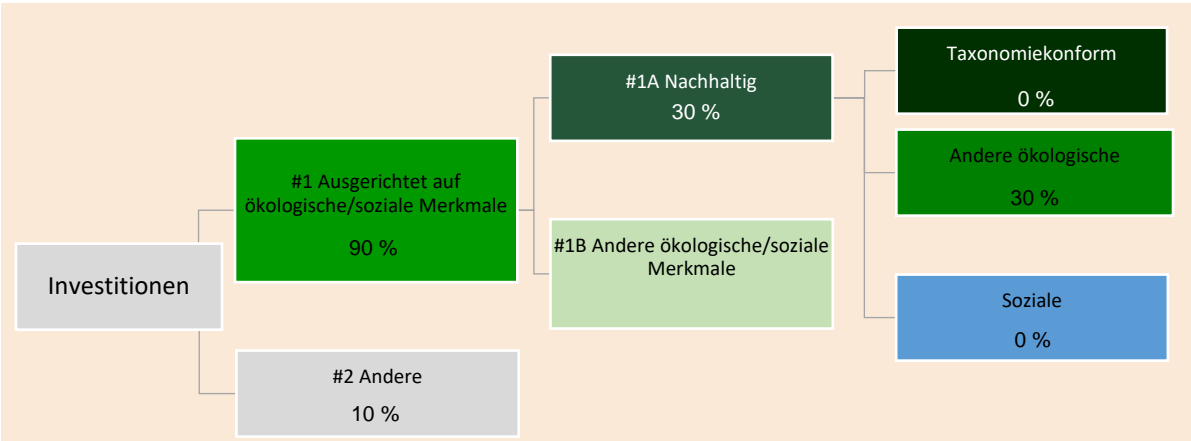 Investitionen
#1 Ausgerichtet auf
ökologische/soziale Merkmale
90 %
#2 Andere
10 %
#1A Nachhaltig
30 %
#1B Andere ökologische/soziale
Merkmale
Taxonomiekonform
0 %
Andere ökologische
30 %
Soziale
0 %